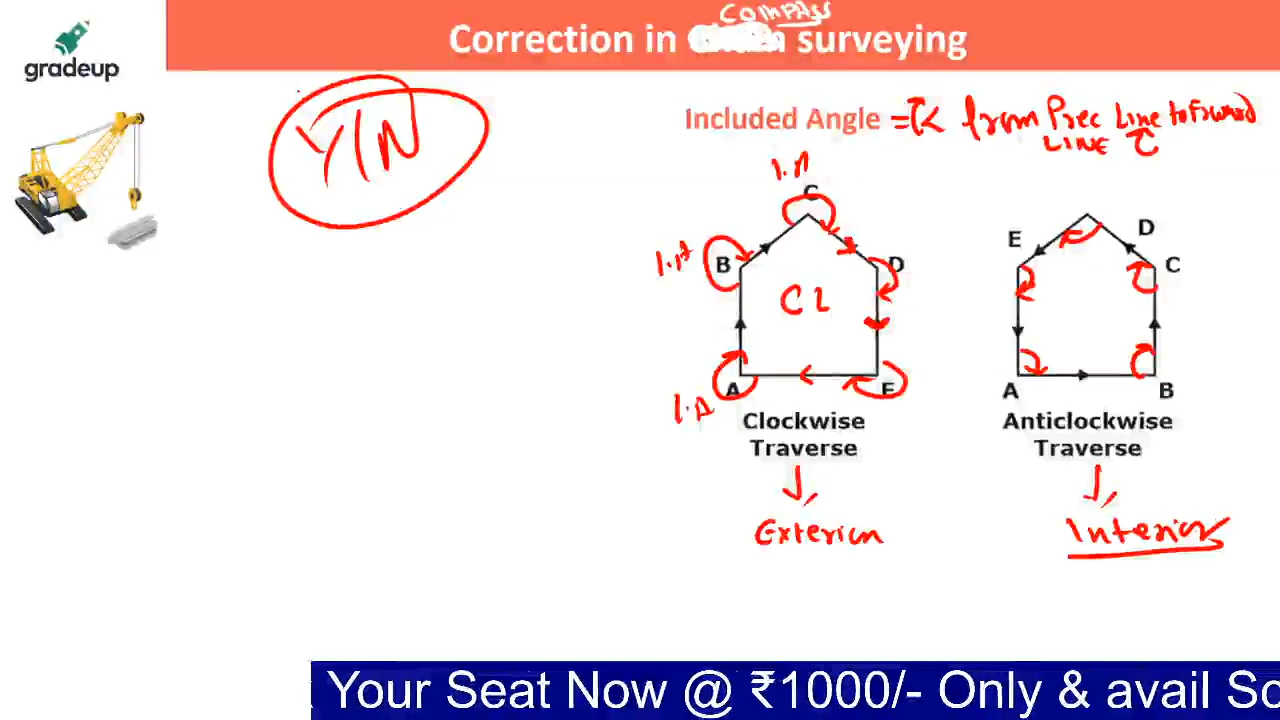 COMPASS
Correction in surveying
gradeup
Y/N
Included Angle = from Prec Line to Forward
LINE
I.A
C
I.A
B
D
CL
A
E
I.A
Clockwise
Traverse
Exterior
E
D
C
A
B
Anticlockwise
Traverse
Interior
Your Seat Now @ ₹1000/- Only & avail Sc